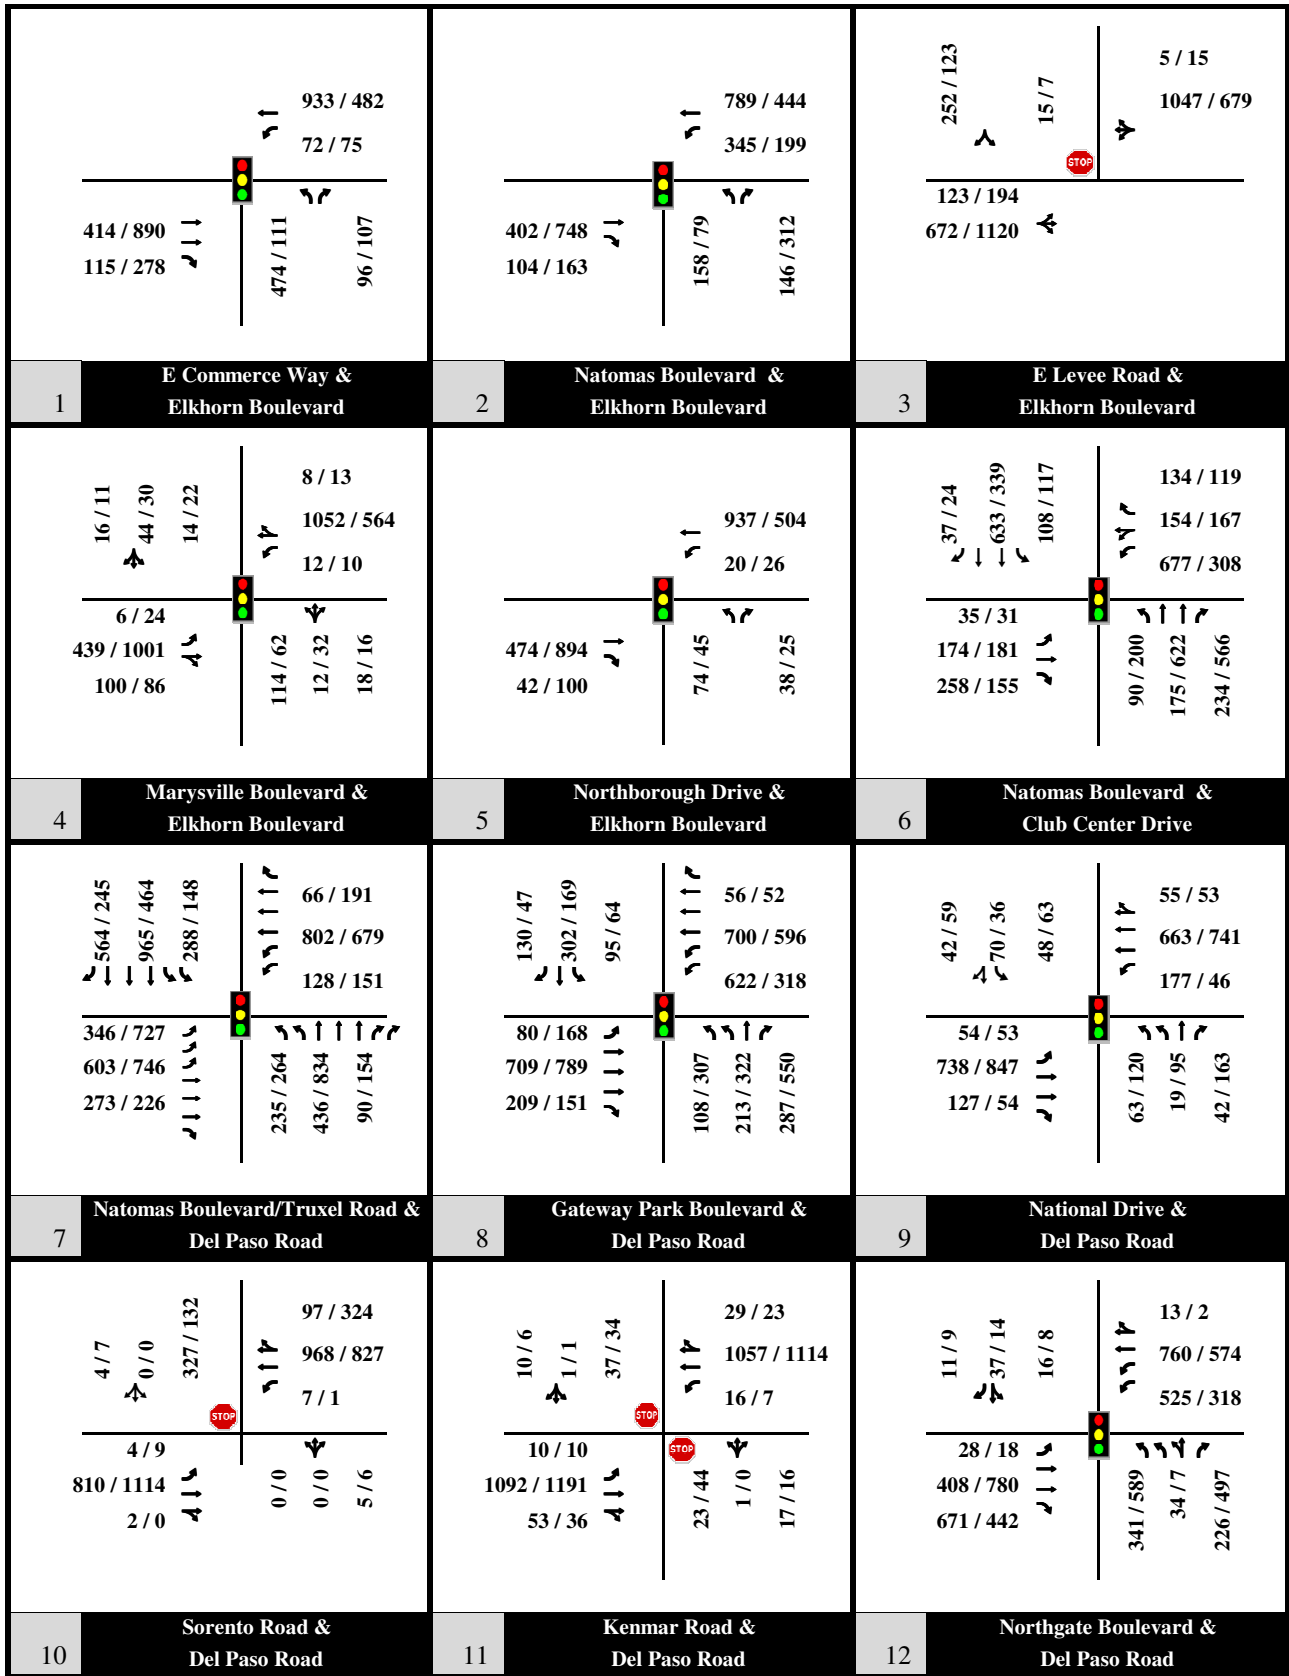 933 / 482
72 / 75
414 / 890
115 / 278
474 / 111
96 / 107
1
E Commerce Way &
Elkhorn Boulevard
789 / 444
345 / 199
402 / 748
104 / 163
158 / 79
146 / 312
2
Natomas Boulevard &
Elkhorn Boulevard
252 / 123
15 / 7
5 / 15
1047 / 679
STOP
123 / 194
672 / 1120
3
E Levee Road &
Elkhorn Boulevard
16 / 11
44 / 30
14 / 22
8 / 13
1052 / 564
12 / 10
6 / 24
439 / 1001
100 / 86
114 / 62
12 / 32
18 / 16
4
Marysville Boulevard &
Elkhorn Boulevard
937 / 504
20 / 26
474 / 894
42 / 100
74 / 45
38 / 25
5
Northborough Drive &
Elkhorn Boulevard
37 / 24
633 / 339
108 / 117
134 / 119
154 / 167
677 / 308
35 / 31
174 / 181
258 / 155
90 / 200
175 / 622
234 / 566
6
Natomas Boulevard &
Club Center Drive
564 / 245
965 / 464
288 / 148
66 / 191
802 / 679
128 / 151
346 / 727
603 / 746
273 / 226
235 / 264
436 / 834
90 / 154
7
Natomas Boulevard/Truxel Road &
Del Paso Road
130 / 47
302 / 169
95 / 64
56 / 52
700 / 596
622 / 318
80 / 168
709 / 789
209 / 151
108 / 307
213 / 322
287 / 550
8
Gateway Park Boulevard &
Del Paso Road
42 / 59
70 / 36
48 / 63
55 / 53
663 / 741
177 / 46
54 / 53
738 / 847
127 / 54
63 / 120
19 / 95
42 / 163
9
National Drive &
Del Paso Road
4 / 7
0 / 0
327 / 132
97 / 324
968 / 827
7 / 1
STOP
4 / 9
810 / 1114
2 / 0
0 / 0
0 / 0
5 / 6
10
Sorento Road &
Del Paso Road
10 / 6
1 / 1
37 / 34
29 / 23
1057 / 1114
16 / 7
STOP
STOP
10 / 10
1092 / 1191
53 / 36
23 / 44
1 / 0
17 / 16
11
Kenmar Road &
Del Paso Road
11 / 9
37 / 14
16 / 8
13 / 2
760 / 574
525 / 318
28 / 18
408 / 780
671 / 442
341 / 589
34 / 7
226 / 497
12
Northgate Boulevard &
Del Paso Road